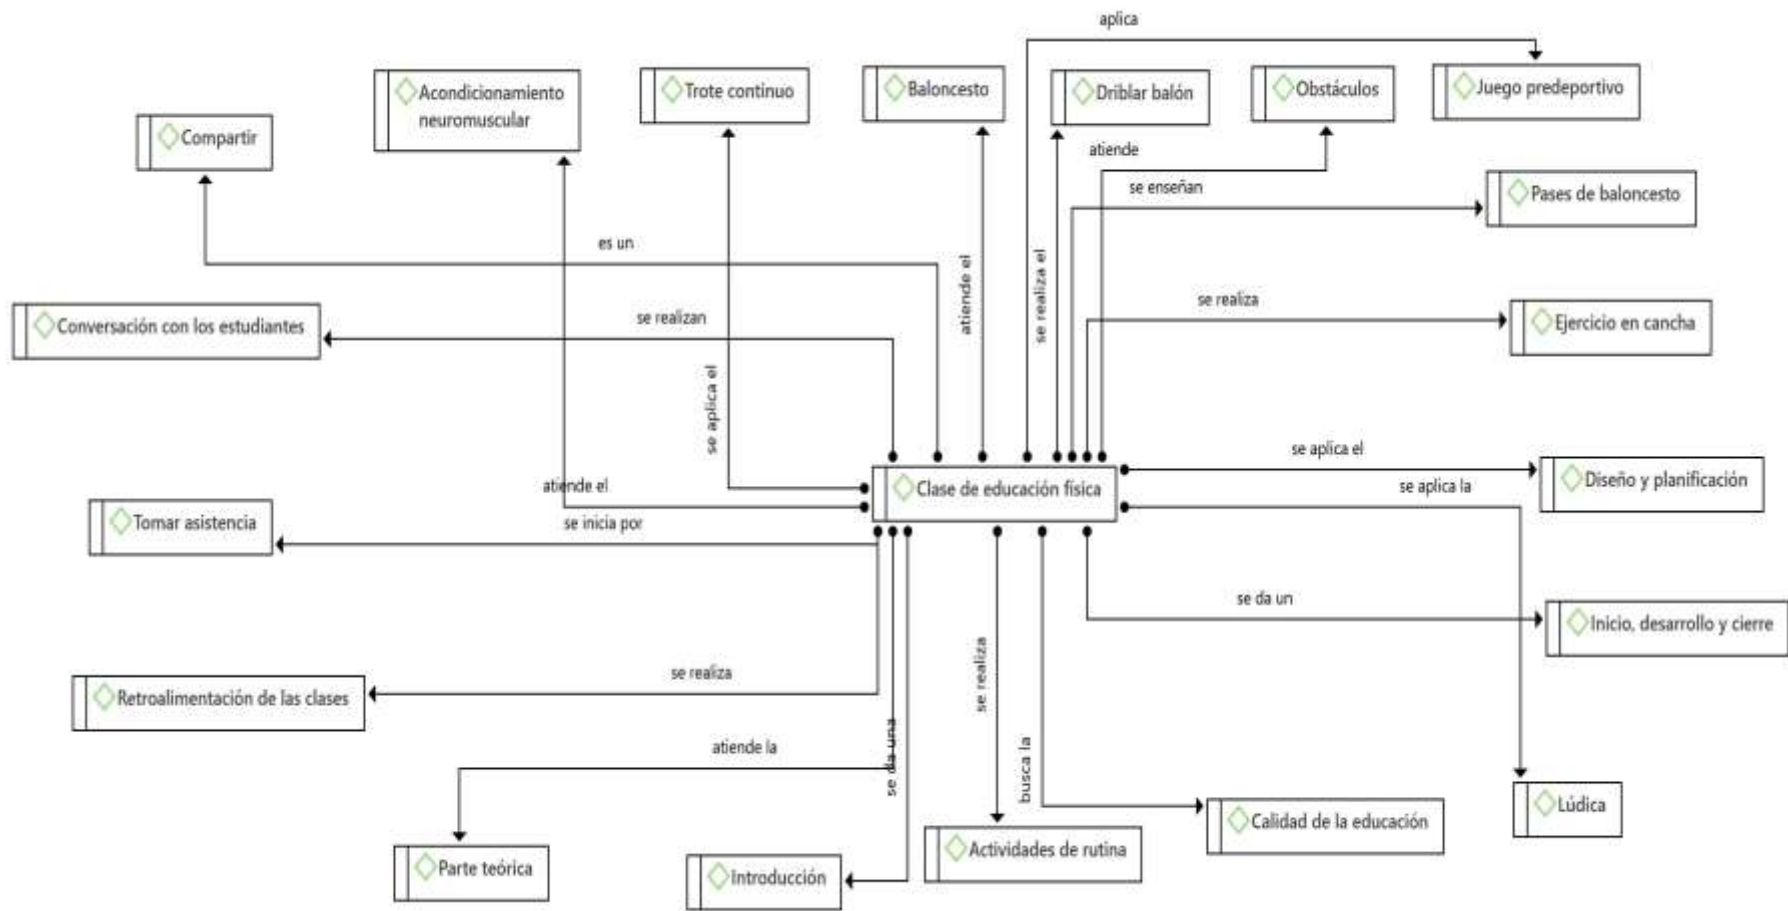 aplica
Acondicionamiento
neuromuscular
Trote continuo
Baloncesto
Driblar balón
Obstáculos
Juego predeportivo
Compartir
atiende
se enseñan
Pases de baloncesto
es un
atiende el
se realiza el
se realiza
Conversación con los estudiantes
se realizan
Ejercicio en cancha
se aplica el
se aplica el
Clase de educación física
Diseño y planificación
atiende el
se aplica la
Tomar asistencia
se inicia por
se da un
Inicio, desarrollo y cierre
Retroalimentación de las clases
se realiza
se realiza
atiende la
se da una
busca la
Lúdica
Calidad de la educación
Parte teórica
Introducción
Actividades de rutina